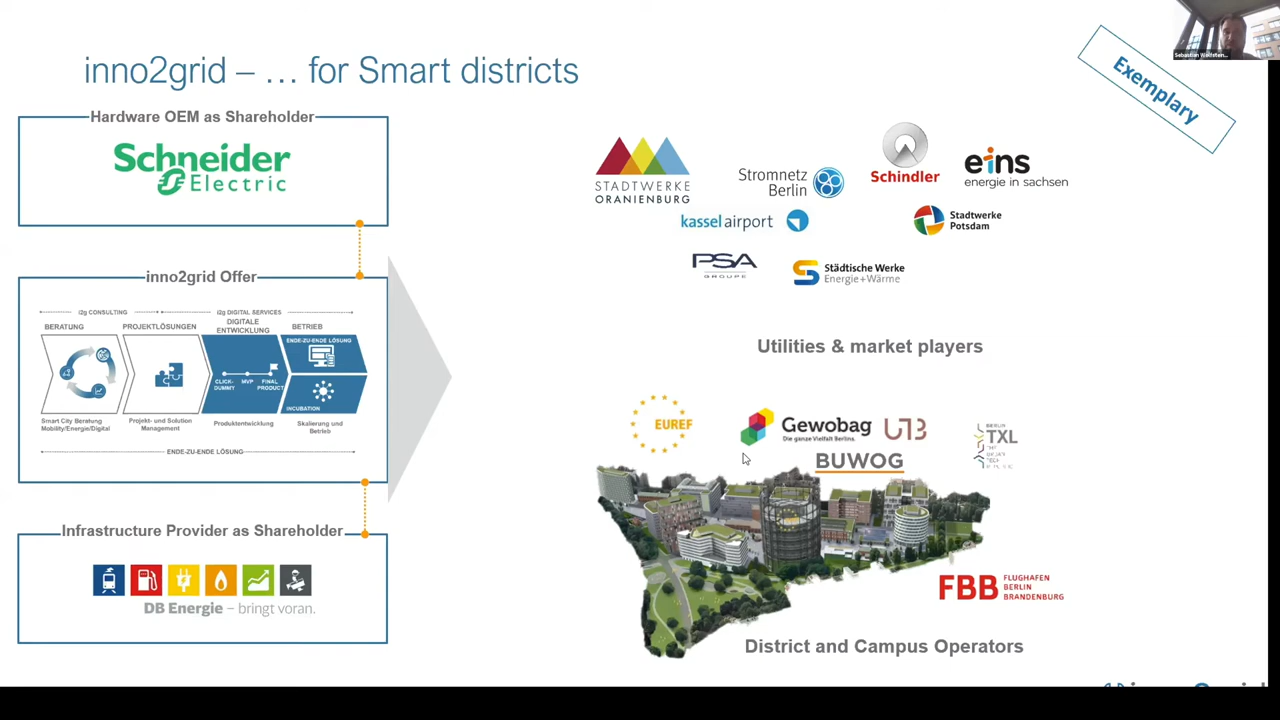 inno2grid – … for Smart districts
Exemplary
Hardware OEM as Shareholder
Schneider
Electric
inno2grid Offer
i2g CONSULTING
i2g DIGITAL SERVICES
BERATUNG
PROJEKTLÖSUNGEN
DIGITALE
ENTWICKLUNG
BETRIEB
ENDE-ZU-ENDE LÖSUNG
CLICK-
DUMMY
MVP
FINAL
PRODUCT
INCUBATION
Smart City Beratung
Mobility/Energie/Digital
Projekt- und Solution
Management
Produktentwicklung
Skalierung und
Betrieb
ENDE-ZU-ENDE LÖSUNG
Infrastructure Provider as Shareholder
DB Energie – bringt voran.
STADTWERKE
ORANIENBURG
Stromnetz
Berlin
Schindler
eins
energie in sachsen
kassel airport
Stadtwerke
Potsdam
PSA
GROUPE
Städtische Werke
Energie+Wärme
Utilities & market players
EUREF
Gewobag
Die ganze Vielfalt Berlins.
BUWOG
BERLIN
TXL
FBB
FLUGHAFEN
BERLIN
BRANDENBURG
District and Campus Operators